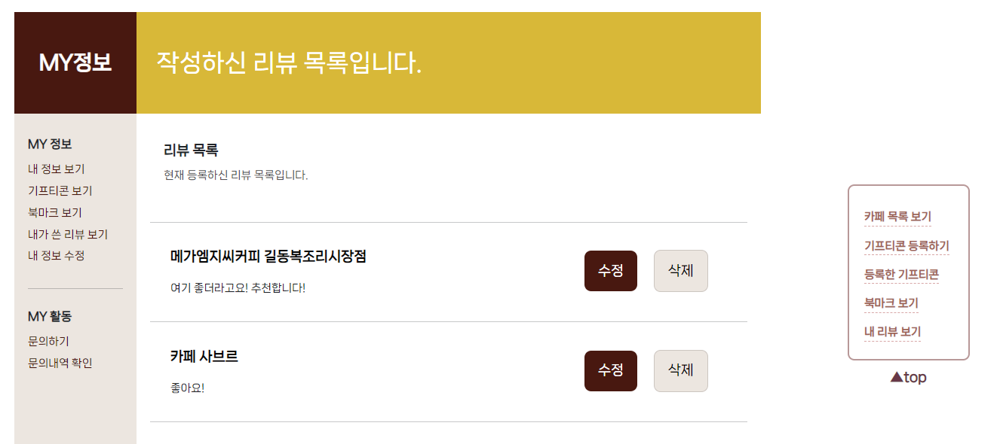 MY정보
작성하신 리뷰 목록입니다.
MY 정보
내 정보 보기
기프티콘 보기
북마크 보기
내가 쓴 리뷰 보기
내 정보 수정
MY 활동
문의하기
문의내역 확인
리뷰 목록
현재 등록하신 리뷰 목록입니다.
메가엠지씨커피 길동복조리시장점
여기 좋더라고요! 추천합니다!
수정
삭제
카페 사브르
좋아요!
수정
삭제
카페 목록 보기
기프티콘 등록하기
등록한 기프티콘
북마크 보기
내 리뷰 보기
▲top